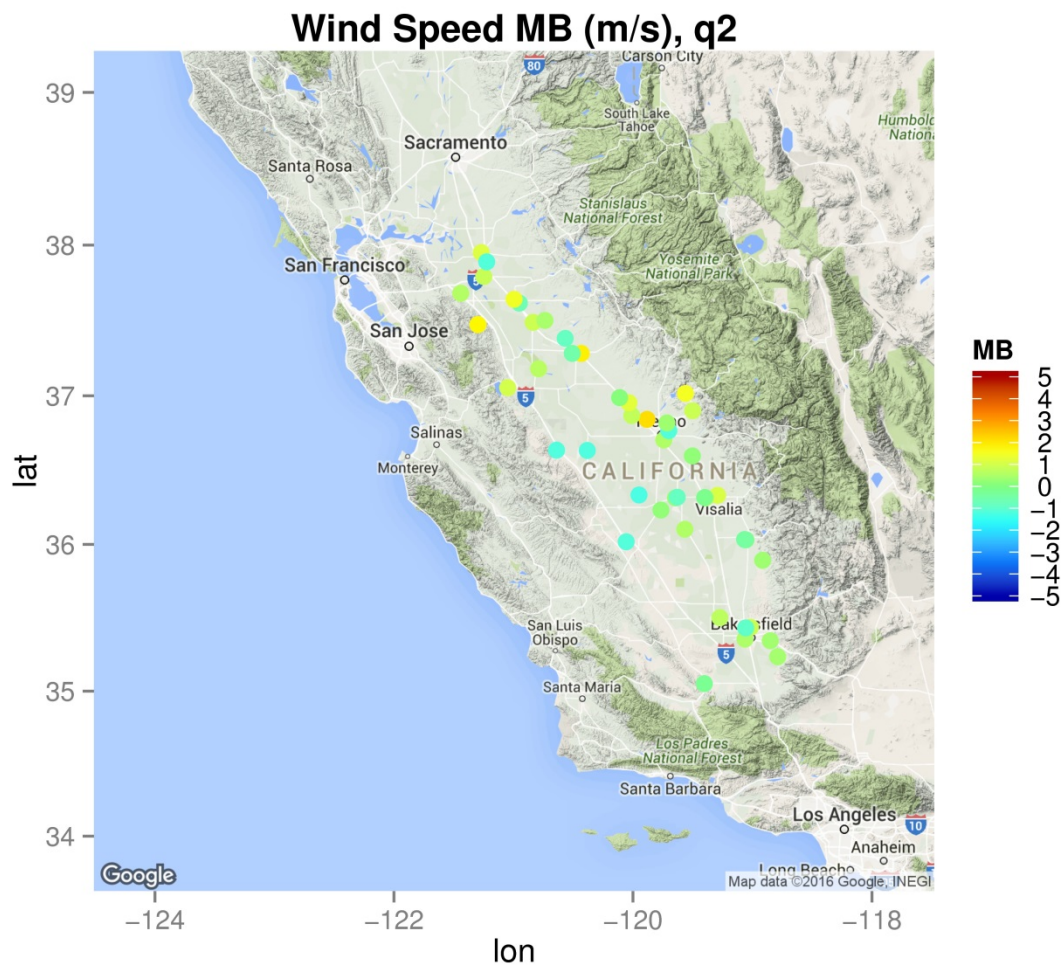 Wind Speed MB (m/s), q2
39
38
37
36
35
34
lat
−124
−122
−120
−118
lon
Carson City
80
South Lake
Tahoe
Sacramento
Santa Rosa
Stanislaus
National Forest
San Francisco
Yosemite
National Park
5
San Jose
5
Salinas
Monterey
CALIFORNIA
Visalia
San Luis
Obispo
5
Santa Maria
Los Padres
National Forest
Santa Barbara
Los Angeles
10
Anaheim
Long Beach
Google
Map data ©2016 Google, INEGI
MB
5
4
3
2
1
0
−1
−2
−3
−4
−5